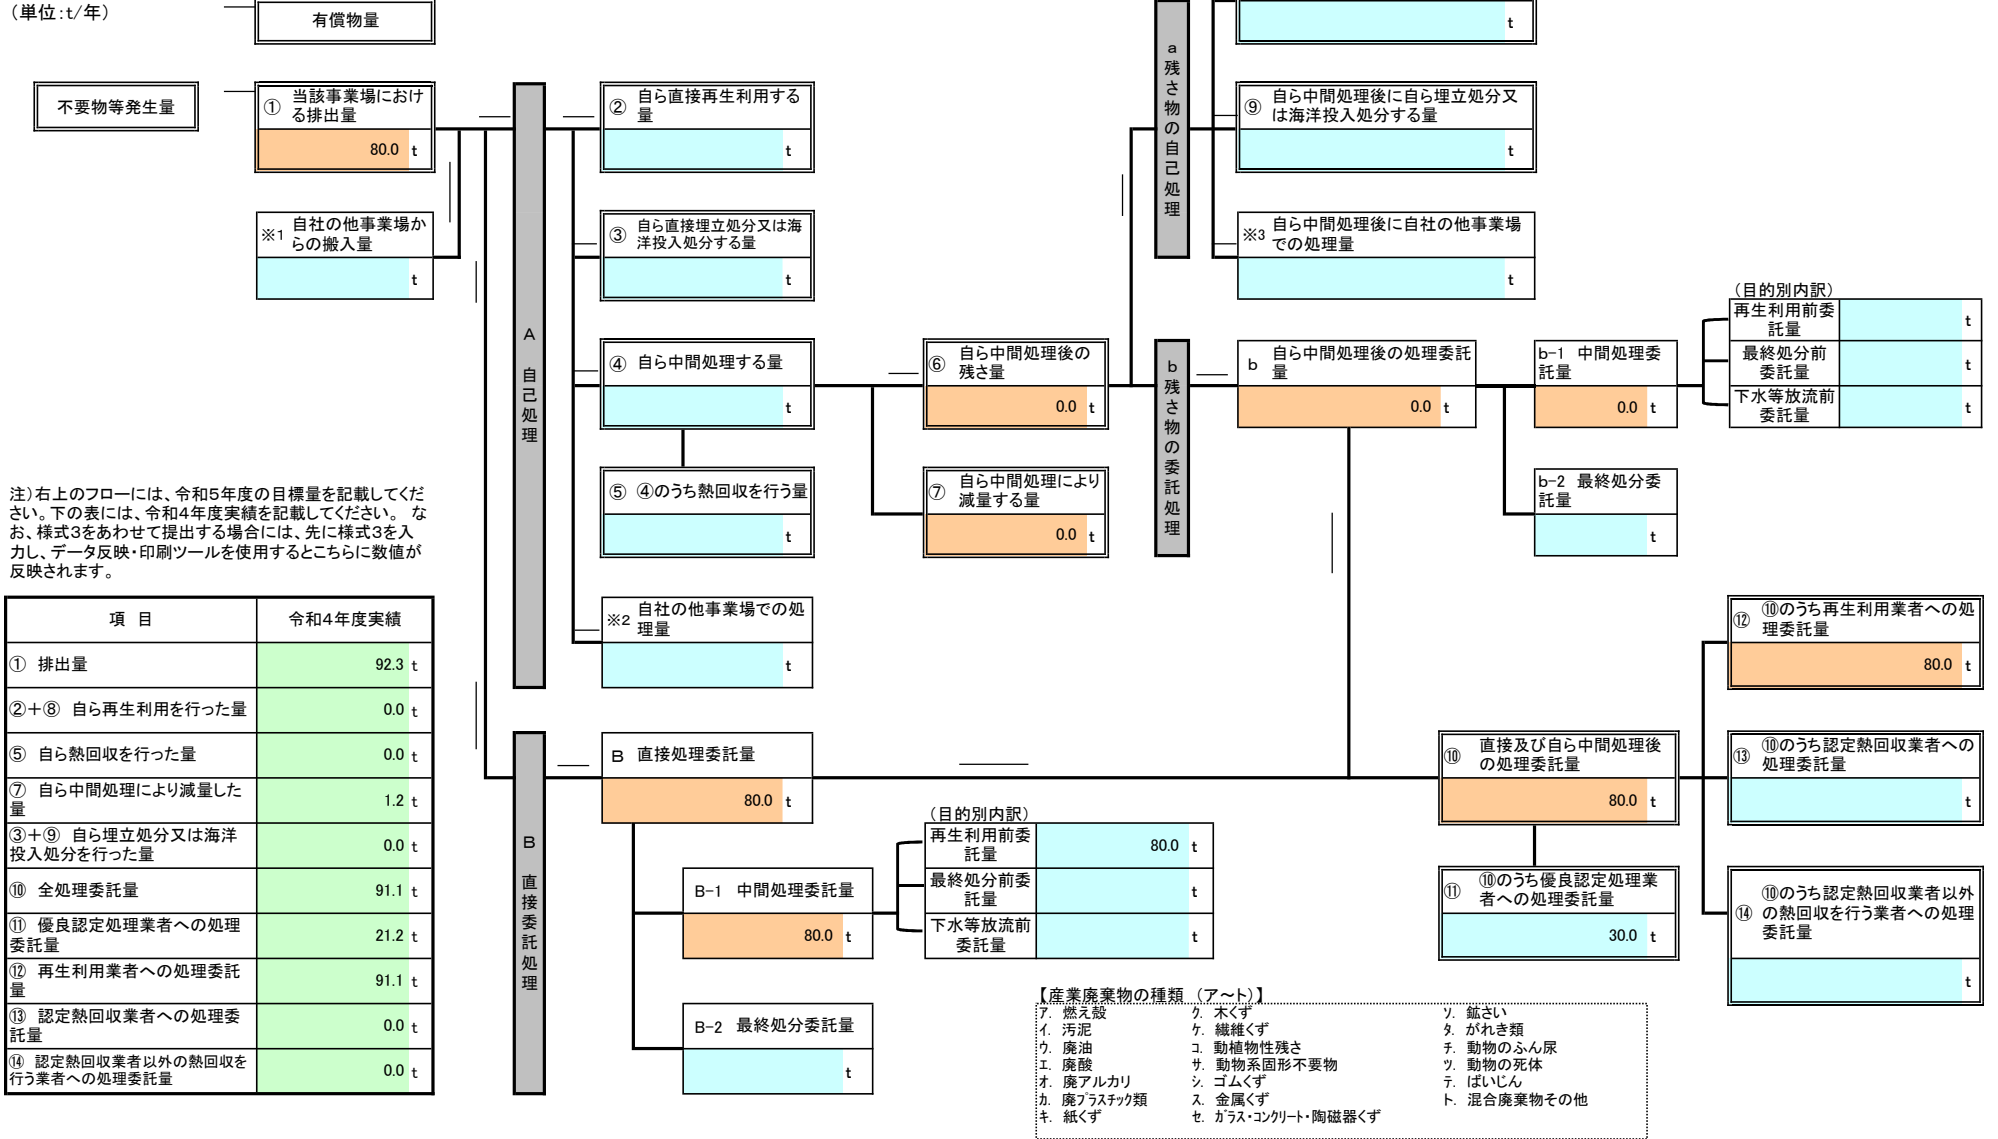 （単位:t/年）
有償物量
t
不要物等発生量
① 当該事業場におけ
る排出量
80.0 t
※1 自社の他事業場か
らの搬入量
t
A 自己処理
② 自ら直接再生利用する
量
t
③ 自ら直接埋立処分又は海
洋投入処分する量
t
④ 自ら中間処理する量
t
⑤ ④のうち熱回収を行う量
t
※2 自社の他事業場での処
理量
t
⑥ 自ら中間処理後の
残さ量
0.0 t
⑦ 自ら中間処理により
減量する量
0.0 t
a 残さ物の自己処理
⑨ 自ら中間処理後に自ら埋立処分又
は海洋投入処分する量
t
※3 自ら中間処理後に自社の他事業場
での処理量
t
b 残さ物の委託処理
b 自ら中間処理後の処理委託
量
0.0 t
b-1 中間処理委
託量
0.0 t
（目的別内訳）
再生利用前委
託量
t
最終処分前
委託量
t
下水等放流前
委託量
t
b-2 最終処分委
託量
t
注）右上のフローには、令和5年度の目標量を記載してくだ
さい。下の表には、令和4年度実績を記載してください。 な
お、様式3をあわせて提出する場合には、先に様式3を入
力し、データ反映・印刷ツールを使用するとこちらに数値が
反映されます。
項 目 令和4年度実績
① 排出量 92.3 t
②＋⑧ 自ら再生利用を行った量 0.0 t
⑤ 自ら熱回収を行った量 0.0 t
⑦ 自ら中間処理により減量した
量 1.2 t
③＋⑨ 自ら埋立処分又は海洋
投入処分を行った量 0.0 t
⑩ 全処理委託量 91.1 t
⑪ 優良認定処理業者への処理
委託量 21.2 t
⑫ 再生利用業者への処理委託
量 91.1 t
⑬ 認定熱回収業者への処理委
託量 0.0 t
⑭ 認定熱回収業者以外の熱回収を
行う業者への処理委託量 0.0 t
B 直接委託処理
B 直接処理委託量
80.0 t
B-1 中間処理委託量
80.0 t
（目的別内訳）
再生利用前委
託量
80.0 t
最終処分前委
託量
t
下水等放流前
委託量
t
B-2 最終処分委託量
t
⑩ 直接及び自ら中間処理後
の処理委託量
80.0 t
⑪ ⑩のうち優良認定処理業
者への処理委託量
30.0 t
⑫ ⑩のうち再生利用業者への処
理委託量
80.0 t
⑬ ⑩のうち認定熱回収業者への
処理委託量
t
⑭ ⑩のうち認定熱回収業者以外
の熱回収を行う業者への処理
委託量
t
【産業廃棄物の種類 （ア～ト）】
ア. 燃え殻 ク. 木くず ソ. 鉱さい
イ. 汚泥 ケ. 繊維くず タ. がれき類
ウ. 廃油 コ. 動植物性残さ チ. 動物のふん尿
エ. 廃酸 サ. 動物系固形不要物 ツ. 動物の死体
オ. 廃アルカリ シ. ゴムくず テ. ばいじん
カ. 廃プラスチック類 ス. 金属くず ト. 混合廃棄物その他
キ. 紙くず セ. ガラス・コンクリート・陶磁器くず